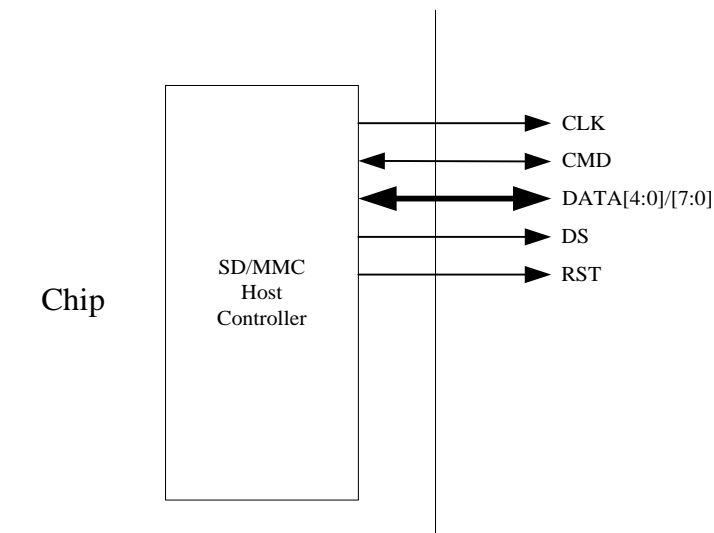 CLK
CMD
DATA[4:0]/[7:0]
DS
RST
SD/MMC
Host
Controller
Chip